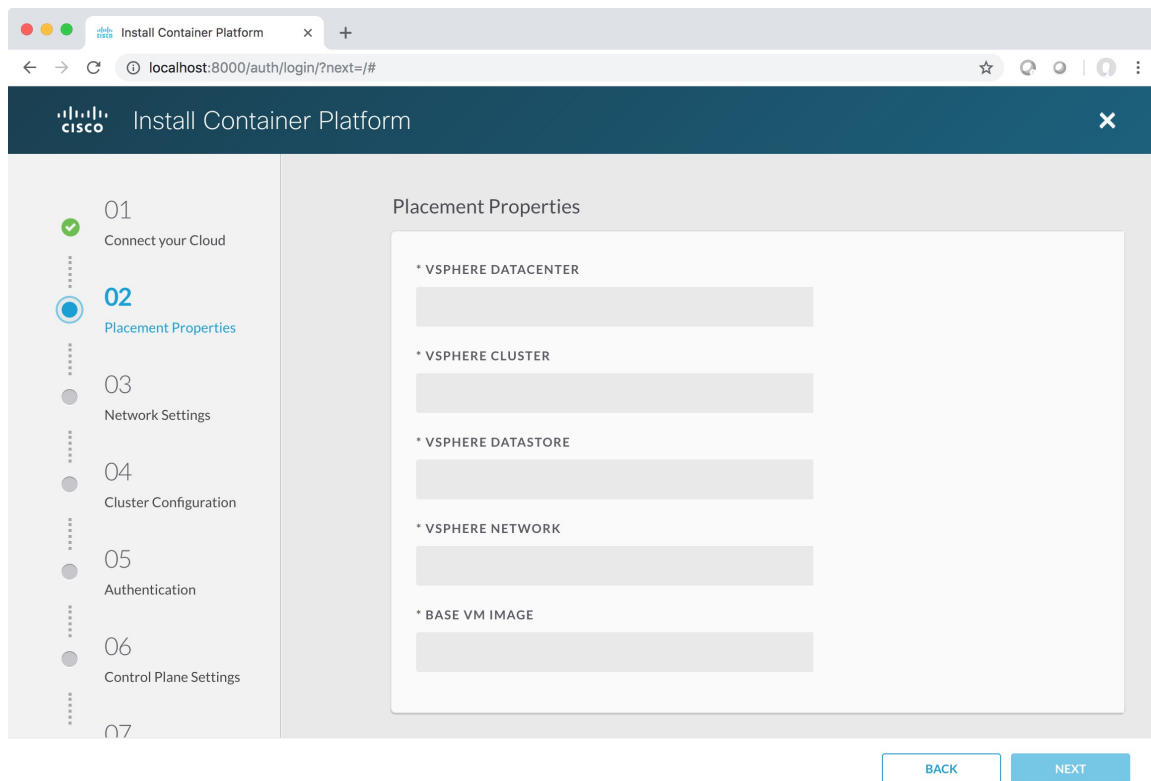 Install Container Platform
localhost:8000/auth/login/?next=/#
CISCO Install Container Platform
01
Connect your Cloud
02
Placement Properties
03
Network Settings
04
Cluster Configuration
05
Authentication
06
Control Plane Settings
07
Placement Properties
* VSPHERE DATACENTER
* VSPHERE CLUSTER
* VSPHERE DATASTORE
* VSPHERE NETWORK
* BASE VM IMAGE
BACK
NEXT